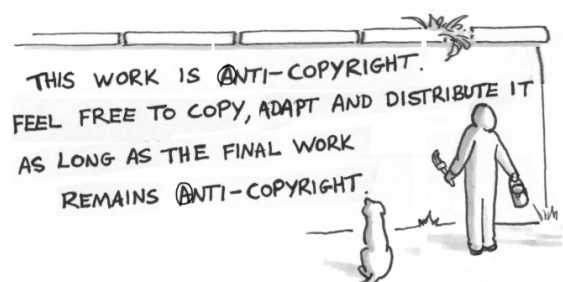 THIS WORK IS ANTI-COPYRIGHT.
FEEL FREE TO COPY, ADAPT AND DISTRIBUTE IT
AS LONG AS THE FINAL WORK
REMAINS ANTI-COPYRIGHT.